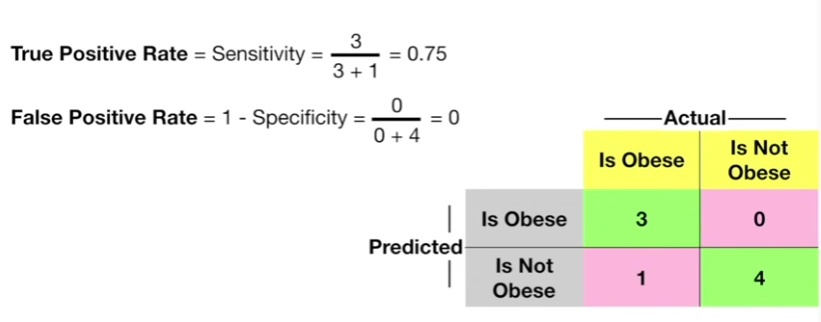 True Positive Rate = Sensitivity = 3 / 3 + 1 = 0.75
False Positive Rate = 1 - Specificity = 0 / 0 + 4 = 0
Actual
Is Obese Is Not Obese
Predicted
Is Obese 3 0
Is Not Obese 1 4